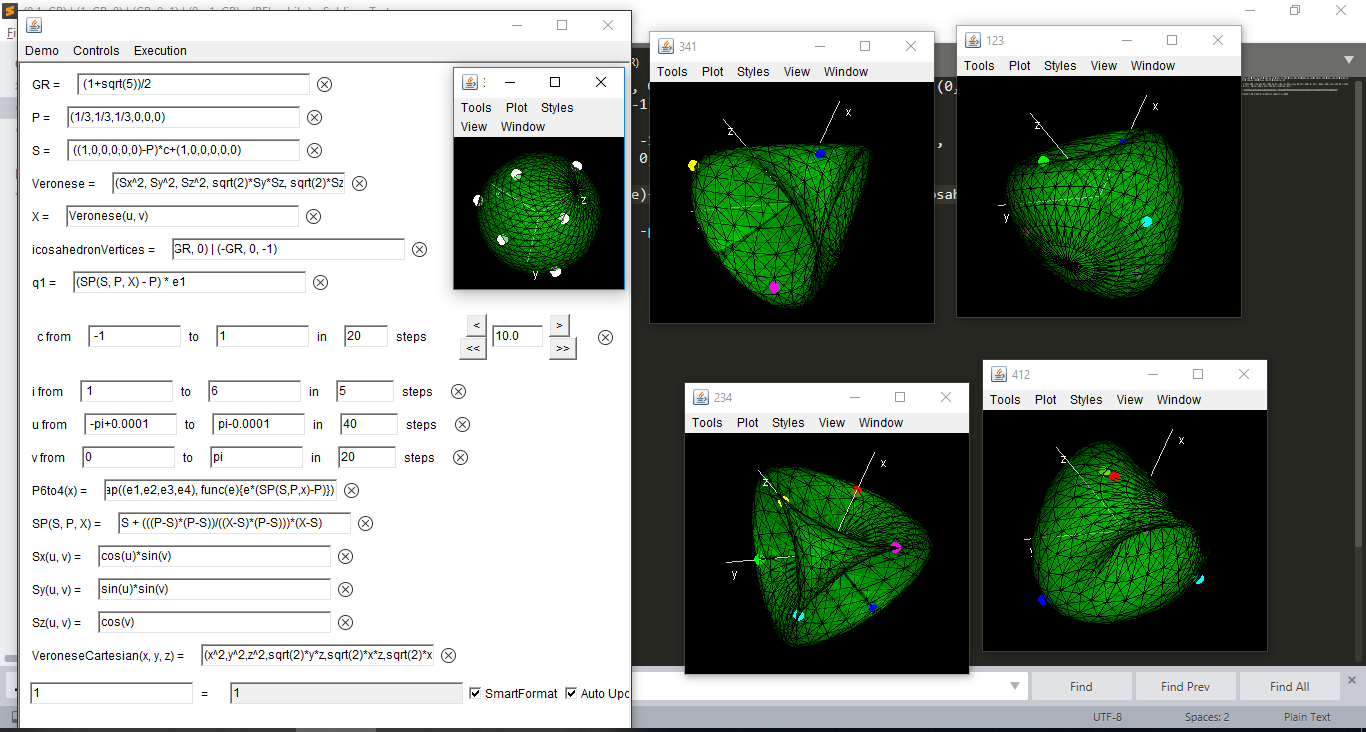 Demo Controls Execution
GR = (1+sqrt(5))/2
P = (1/3,1/3,1/3,0,0,0)
S = ((1,0,0,0,0,0)-P)*c+(1,0,0,0,0,0)
Veronese = (Sx^2, Sy^2, Sz^2, sqrt(2)*Sy*Sz, sqrt(2)*Sz
X = Veronese(u, v)
icosahedronVertices = GR, 0) | (-GR, 0, -1)
q1 = (SP(S, P, X) - P) * e1
c from -1 to 1 in 20 steps < 10.0 >
<< >>
i from 1 to 6 in 5 steps
u from -pi+0.0001 to pi-0.0001 in 40 steps
v from 0 to pi in 20 steps
P6to4(x) = ap((e1,e2,e3,e4), func(e){e*(SP(S,P,x)-P)})
SP(S, P, X) = S + (((P-S)*(P-S))/((X-S)*(P-S)))*(X-S)
Sx(u, v) = cos(u)*sin(v)
Sy(u, v) = sin(u)*sin(v)
Sz(u, v) = cos(v)
VeroneseCartesian(x, y, z) = (x^2,y^2,z^2,sqrt(2)*y*z,sqrt(2)*x*z,sqrt(2)*x
1 = 1 SmartFormat Auto Upd
Tools Plot Styles
View Window
z
y
341
Tools Plot Styles View Window
x
z
123
Tools Plot Styles View Window
x
z
y
234
Tools Plot Styles View Window
x
z
y
412
Tools Plot Styles View Window
x
z
Find Find Prev Find All
UTF-8 Spaces: 2 Plain Text